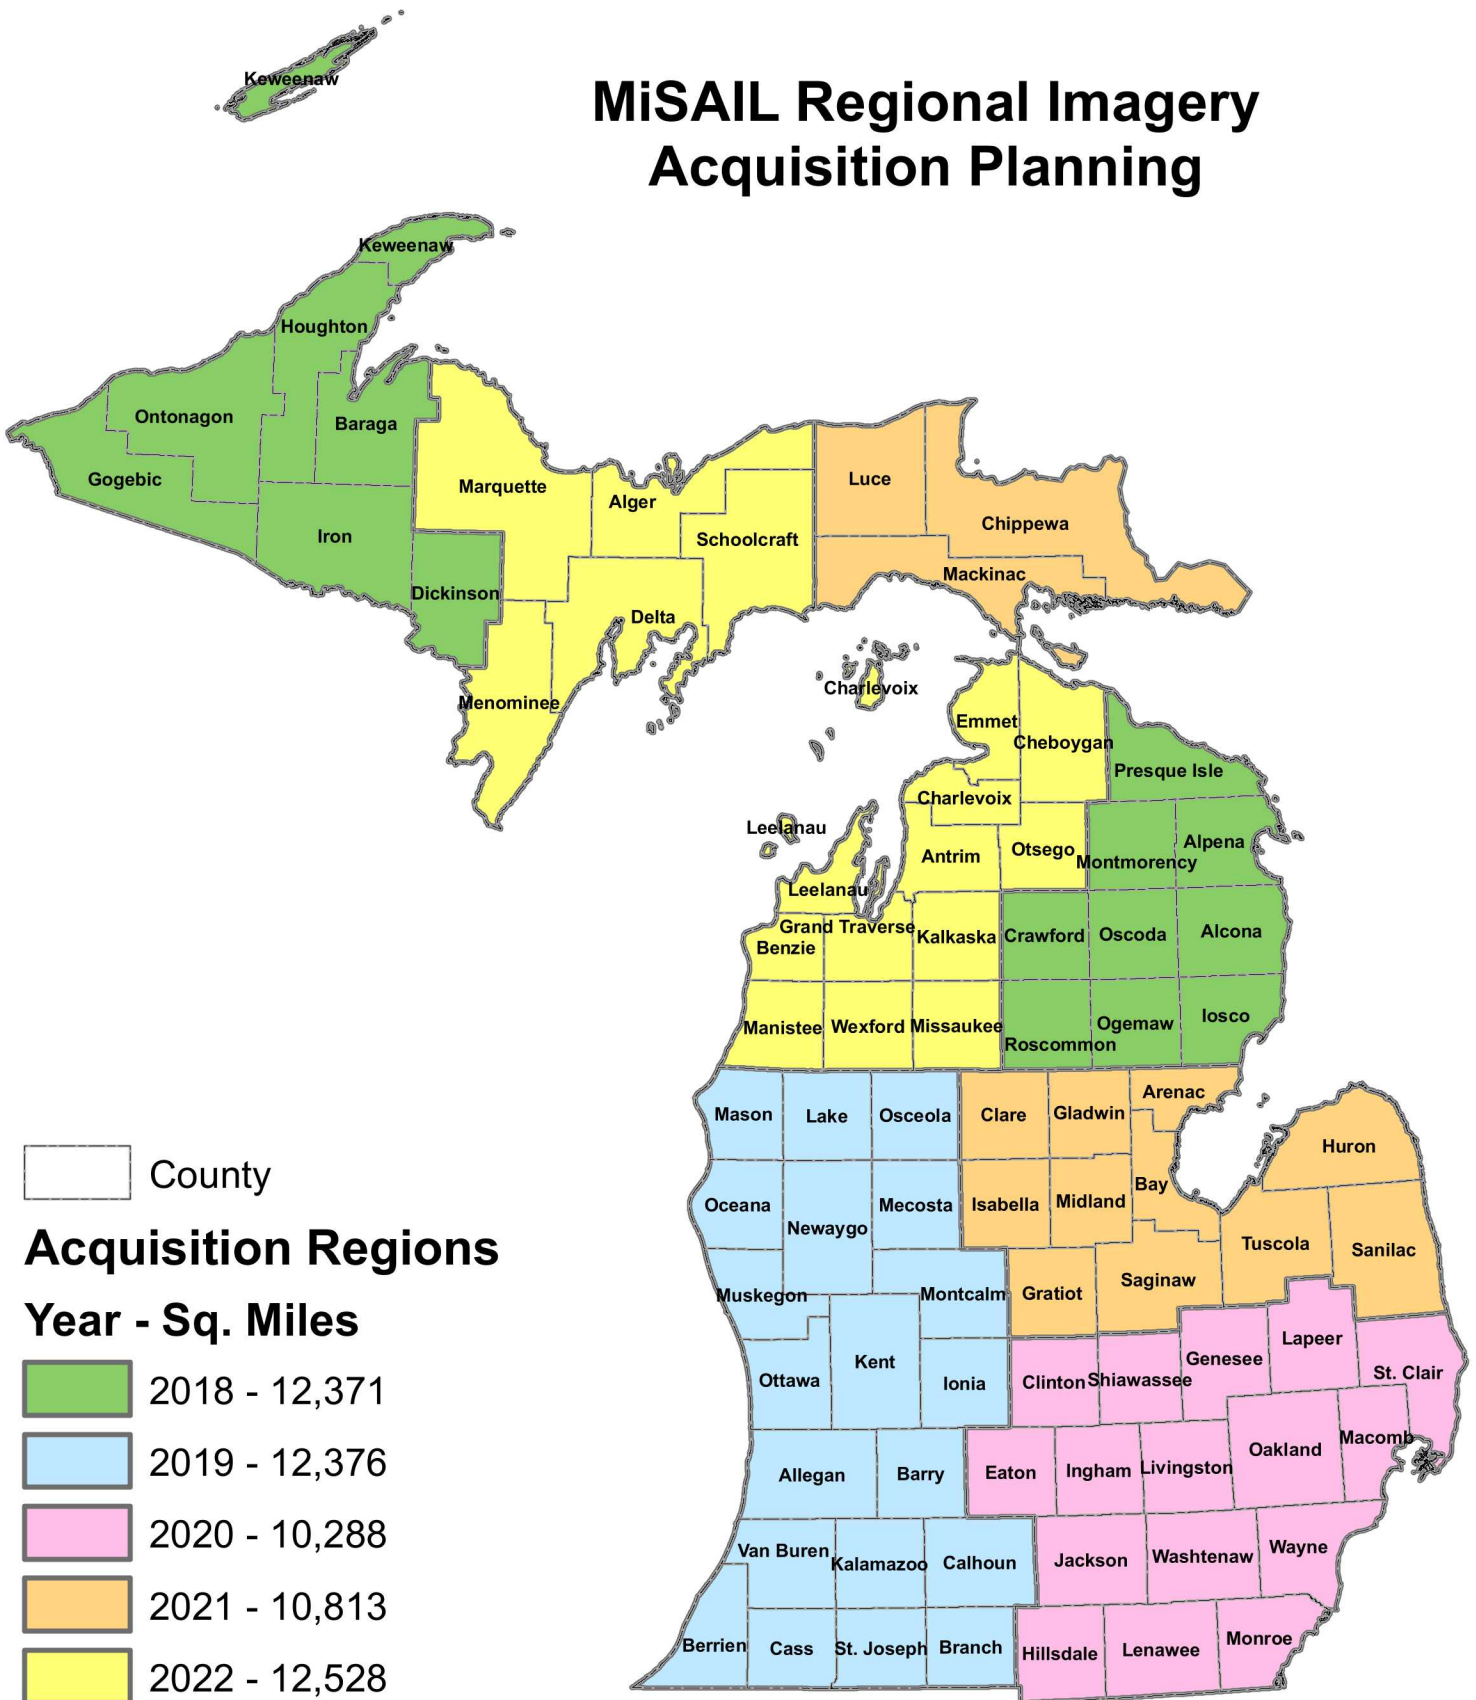 Keweenaw
MiSAIL Regional Imagery
Acquisition Planning
Keweenaw
Houghton
Ontonagon
Baraga
Gogebic
Marquette
Alger
Luce
Iron
Schoolcraft
Chippewa
Dickinson
Mackinac
Delta
Menominee
Charlevoix
Emmet
Cheboygan
Presque Isle
Charlevoix
Leelanau
Antrim
Otsego
Montmorency
Alpena
Leelanau
Grand Traverse
Benzie
Kalkaska
Crawford
Oscoda
Alcona
Manistee
Wexford
Missaukee
Roscommon
Ogemaw
Iosco
Mason
Lake
Osceola
Clare
Gladwin
Arenac
Huron
Oceana
Newaygo
Mecosta
Isabella
Midland
Bay
Tuscola
Sanilac
Muskegon
Montcalm
Gratiot
Saginaw
Lapeer
Ottawa
Kent
Ionia
Clinton
Shiawassee
Genesee
St. Clair
Allegan
Barry
Eaton
Ingham
Livingston
Oakland
Macomb
Van Buren
Kalamazoo
Calhoun
Jackson
Washtenaw
Wayne
Berrien
Cass
St. Joseph
Branch
Hillsdale
Lenawee
Monroe
County
Acquisition Regions
Year - Sq. Miles
2018 - 12,371
2019 - 12,376
2020 - 10,288
2021 - 10,813
2022 - 12,528